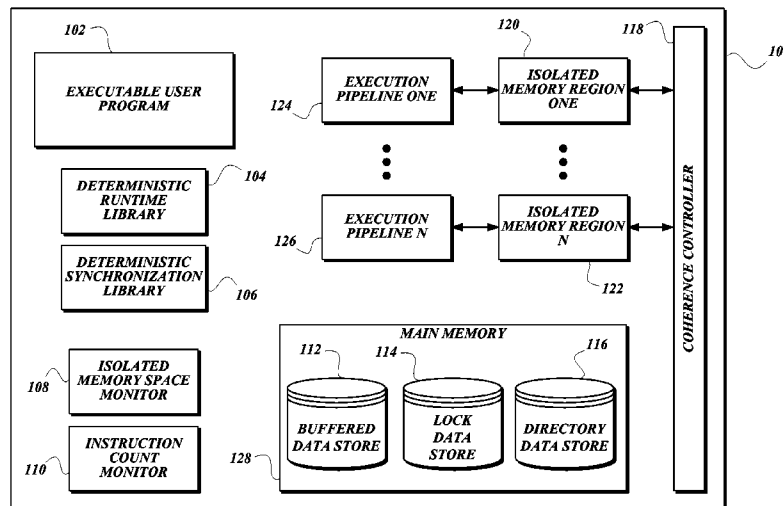 102
EXECUTABLE USER
PROGRAM
104
DETERMINISTIC
RUNTIME
LIBRARY
DETERMINISTIC
SYNCHRONIZATION
LIBRARY
106
108
ISOLATED
MEMORY SPACE
MONITOR
110
INSTRUCTION
COUNT
MONITOR
EXECUTION
PIPELINE ONE
124
120
ISOLATED
MEMORY REGION
ONE
EXECUTION
PIPELINE N
126
ISOLATED
MEMORY REGION
N
122
118
COHERENCE CONTROLLER
10
MAIN MEMORY
112
BUFFERED
DATA STORE
114
LOCK
DATA
STORE
116
DIRECTORY
DATA STORE
128